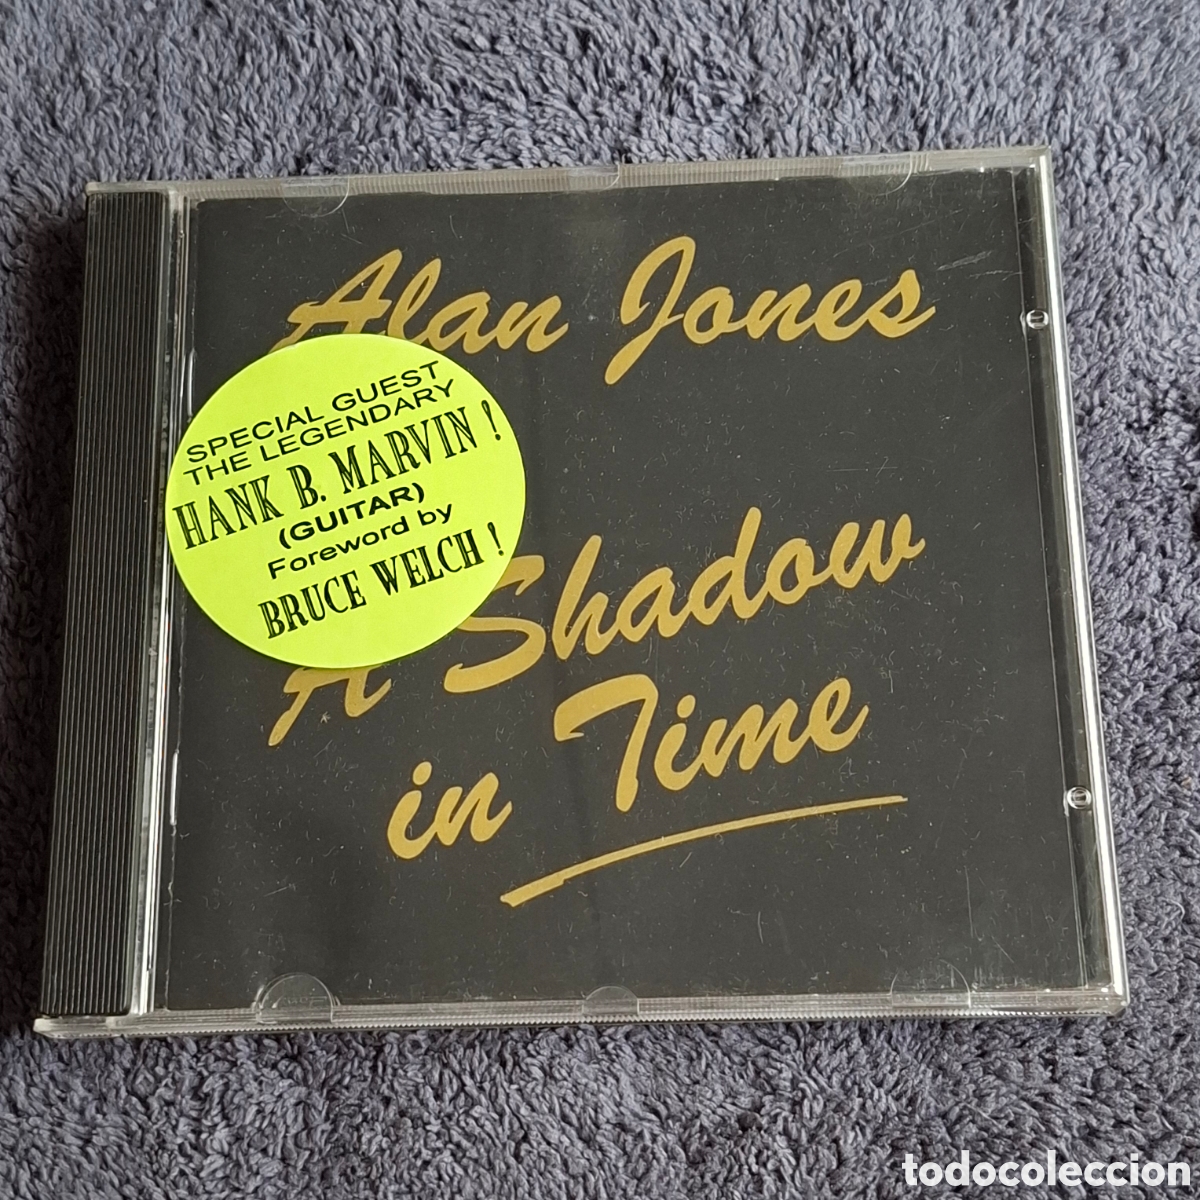 Alan Jones
SPECIAL GUEST
THE LEGENDARY
HANK B. MARVIN !
(GUITAR)
Foreword by
BRUCE WELCH !
A Shadow
in Time
todocoleccion